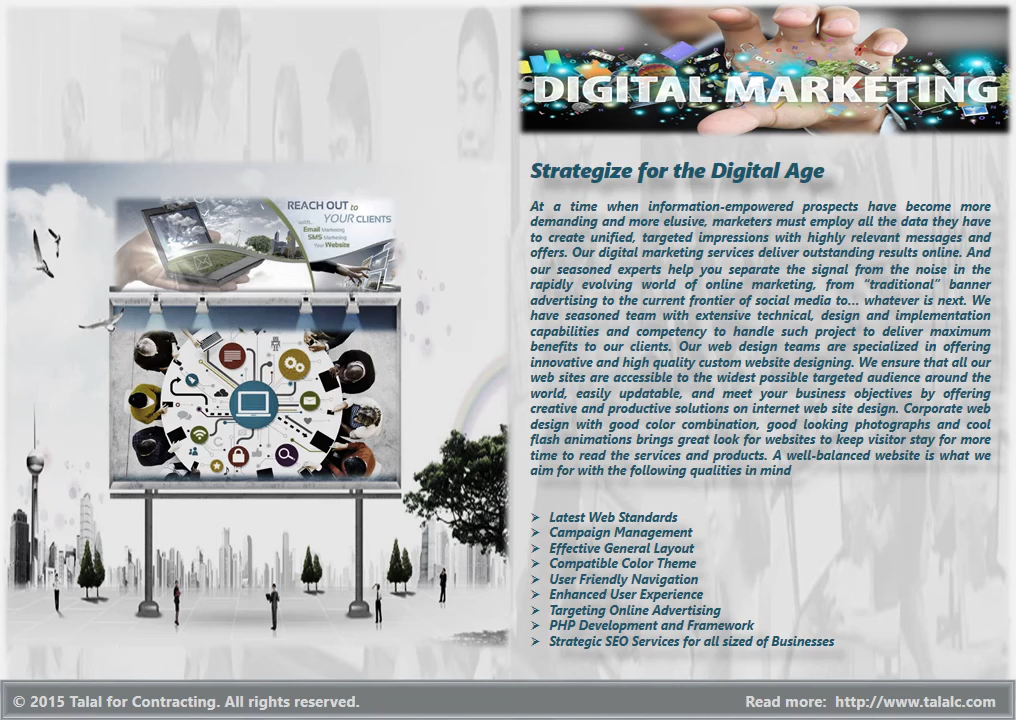 REACH OUT to
YOUR CLIENTS
with...
Email Marketing
SMS Marketing
Your Website
DIGITAL MARKETING
Strategize for the Digital Age
At a time when information-empowered prospects have become more
demanding and more elusive, marketers must employ all the data they have
to create unified, targeted impressions with highly relevant messages and
offers. Our digital marketing services deliver outstanding results online. And
our seasoned experts help you separate the signal from the noise in the
rapidly evolving world of online marketing, from “traditional” banner
advertising to the current frontier of social media to… whatever is next. We
have seasoned team with extensive technical, design and implementation
capabilities and competency to handle such project to deliver maximum
benefits to our clients. Our web design teams are specialized in offering
innovative and high quality custom website designing. We ensure that all our
web sites are accessible to the widest possible targeted audience around the
world, easily updatable, and meet your business objectives by offering
creative and productive solutions on internet web site design. Corporate web
design with good color combination, good looking photographs and cool
flash animations brings great look for websites to keep visitor stay for more
time to read the services and products. A well-balanced website is what we
aim for with the following qualities in mind
➢ Latest Web Standards
➢ Campaign Management
➢ Effective General Layout
➢ Compatible Color Theme
➢ User Friendly Navigation
➢ Enhanced User Experience
➢ Targeting Online Advertising
➢ PHP Development and Framework
➢ Strategic SEO Services for all sized of Businesses
© 2015 Talal for Contracting. All rights reserved.
Read more: http://www.talalc.com